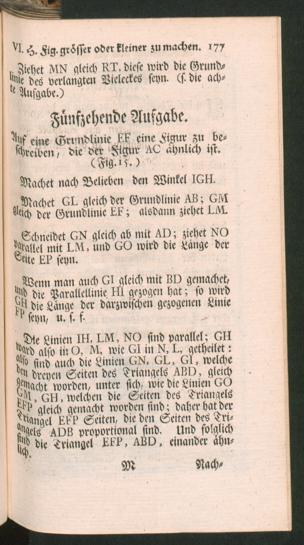 VI. H. Fig. grösser oder kleiner zu machen. 177
Ziehet MN gleich RT, diese wird die Grund-
linie des verlangten Vieleckes seyn. (s. die ach-
te Aufgabe.)
Fünfzehende Aufgabe.
Auf eine Grundlinie EF eine Figur zu be-
schreiben, die der Figur AC ähnlich ist.
(Fig. 15.)
Machet nach Belieben den Winkel IGH.
Machet GL gleich der Grundlinie AB; GM
gleich der Grundlinie EF; alsdann ziehet LM.
Schneidet GN gleich ab mit AD; ziehet NO
parallel mit LM, und GO wird die Länge der
Seite EP seyn.
Wenn man auch GI gleich mit BD gemachet,
und die Parallellinie HI gezogen hat; so wird
GH die Länge der darzwischen gezogenen Linie
FP seyn, u. s. f.
Die Linien IH, LM, NO sind parallel; GH
ward also in O, M, wie GI in N, L, getheilet:
also sind auch die Linien GN, GL, GI, welche
den dreyen Seiten des Triangels ABD, gleich
gemacht worden, unter sich, wie die Linien GO
GM, GH, welchen die Seiten des Triangels
EFP gleich gemacht worden sind; daher hat der
Triangel EFP Seiten, die den Seiten des Tri-
angels ADB proportional sind. Und folglich
sind die Triangel EFP, ABD, einander ähn-
lich.
M Nach-